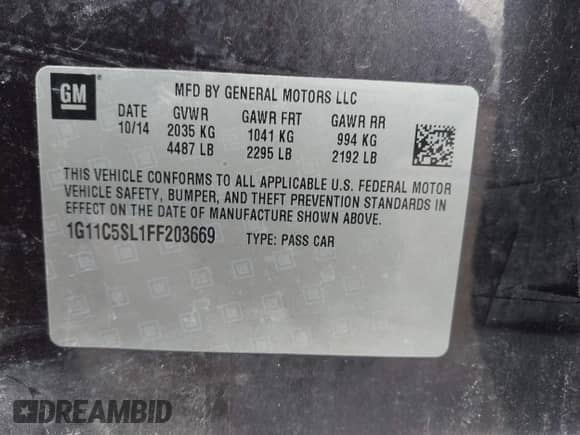 GM
MFD BY GENERAL MOTORS LLC
DATE GVWR GAWR FRT GAWR RR
10/14 2035 KG 1041 KG 994 KG
4487 LB 2295 LB 2192 LB
THIS VEHICLE CONFORMS TO ALL APPLICABLE U.S. FEDERAL MOTOR
VEHICLE SAFETY, BUMPER, AND THEFT PREVENTION STANDARDS IN
EFFECT ON THE DATE OF MANUFACTURE SHOWN ABOVE.
1G11C5SL1FF203669 TYPE: PASS CAR
DREAMBID